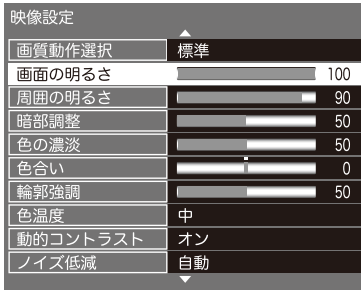 映像設定
画質動作選択 標準
画面の明るさ 100
周囲の明るさ 90
暗部調整 50
色の濃淡 50
色合い 0
輪郭強調 50
色温度 中
動的コントラスト オン
ノイズ低減 自動